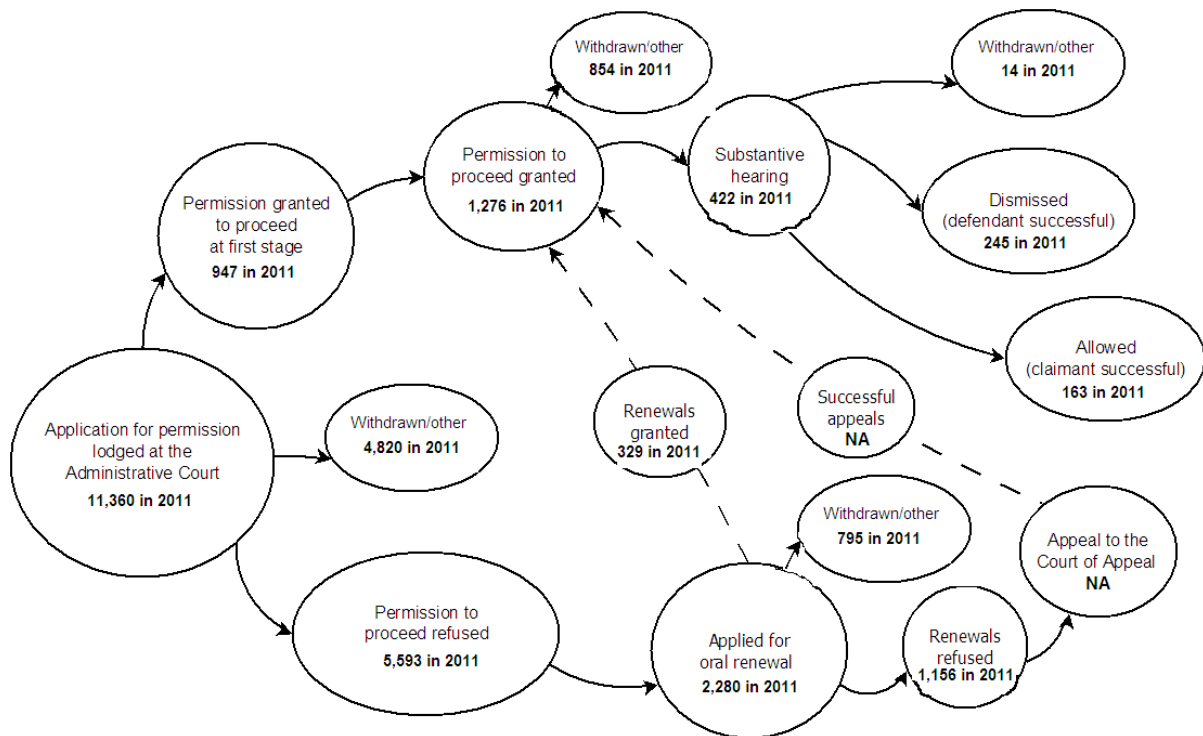 Withdrawn/other
854 in 2011
Withdrawn/other
14 in 2011
Permission to
proceed granted
1,276 in 2011
Substantive
hearing
422 in 2011
Permission granted
to proceed
at first stage
947 in 2011
Dismissed
(defendant successful)
245 in 2011
Allowed
(claimant successful)
163 in 2011
Application for permission
lodged at the
Administrative Court
11,360 in 2011
Withdrawn/other
4,820 in 2011
Renewals
granted
329 in 2011
Successful
appeals
NA
Withdrawn/other
795 in 2011
Appeal to the
Court of Appeal
NA
Permission to
proceed refused
5,593 in 2011
Applied for
oral renewal
2,280 in 2011
Renewals
refused
1,156 in 2011